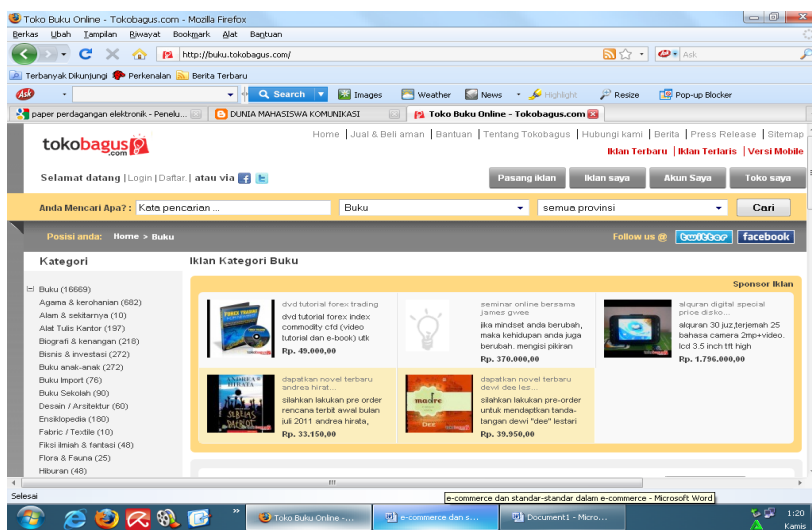 Toko Buku Online - Tokobagus.com - Mozilla Firefox
Berkas Ubah Tampilan Riwayat Bookmark Alat Bantuan
http://buku.tokobagus.com/
Ask
Terbanyak Dikunjungi Perkenalan Berita Terbaru
Ask Search Images Weather News Highlight Resize Pop-up Blocker
paper perdagangan elektronik - Penelu... DUNIA MAHASISWA KOMUNIKASI Toko Buku Online - Tokobagus.com
Home | Jual & Beli aman | Bantuan | Tentang Tokobagus | Hubungi kami | Berita | Press Release | Sitemap
tokobagus .com
Iklan Terbaru | Iklan Terlaris | Versi Mobile
Selamat datang | Login | Daftar. | atau via
Pasang iklan Iklan saya Akun Saya Toko saya
Anda Mencari Apa? : Kata pencarian ... Buku semua provinsi Cari
Posisi anda: Home > Buku Follow us @ twitter facebook
Kategori
Iklan Kategori Buku
Sponsor Iklan
Buku (16669)
Agama & kerohanian (682)
Alam & sekitarnya (10)
Alat Tulis Kantor (197)
Biografi & kenangan (218)
Bisnis & investasi (272)
Buku anak-anak (272)
Buku Import (76)
Buku Sekolah (90)
Desain / Arsitektur (60)
Ensiklopedia (180)
Fabric / Textile (10)
Fiksi ilmiah & fantasi (48)
Flora & Fauna (25)
Hiburan (48)
dvd tutorial forex trading
dvd tutorial forex index
commodity cfd (video
tutorial dan e-book) utk
Rp. 49.000,00
seminar online bersama
james gwee
jika mindset anda berubah,
maka kehidupan anda juga
berubah. mengisi pikiran
Rp. 370.000,00
alquran digital special
price disko...
alquran 30 juz,terjemah 25
bahasa camera 2mp+video.
lcd 3.5 inch tft high
Rp. 1.796.000,00
ANDREA
HIRATA
SEBELAS
PATRIOT
dapatkan novel terbaru
andrea hirat...
silahkan lakukan pre order
rencana terbit awal bulan
juli 2011 andrea hirata,
Rp. 33.150,00
madre
DEE
dapatkan novel terbaru
dewi dee les...
silahkan lakukan pre-order
untuk mendaptkan tanda-
tangan dewi "dee" lestari
Rp. 39.950,00
Selesai
e-commerce dan standar-standar dalam e-commerce - Microsoft Word
Toko Buku Online -... e-commerce dan s... Document1 - Micro...
1:20
Kamis